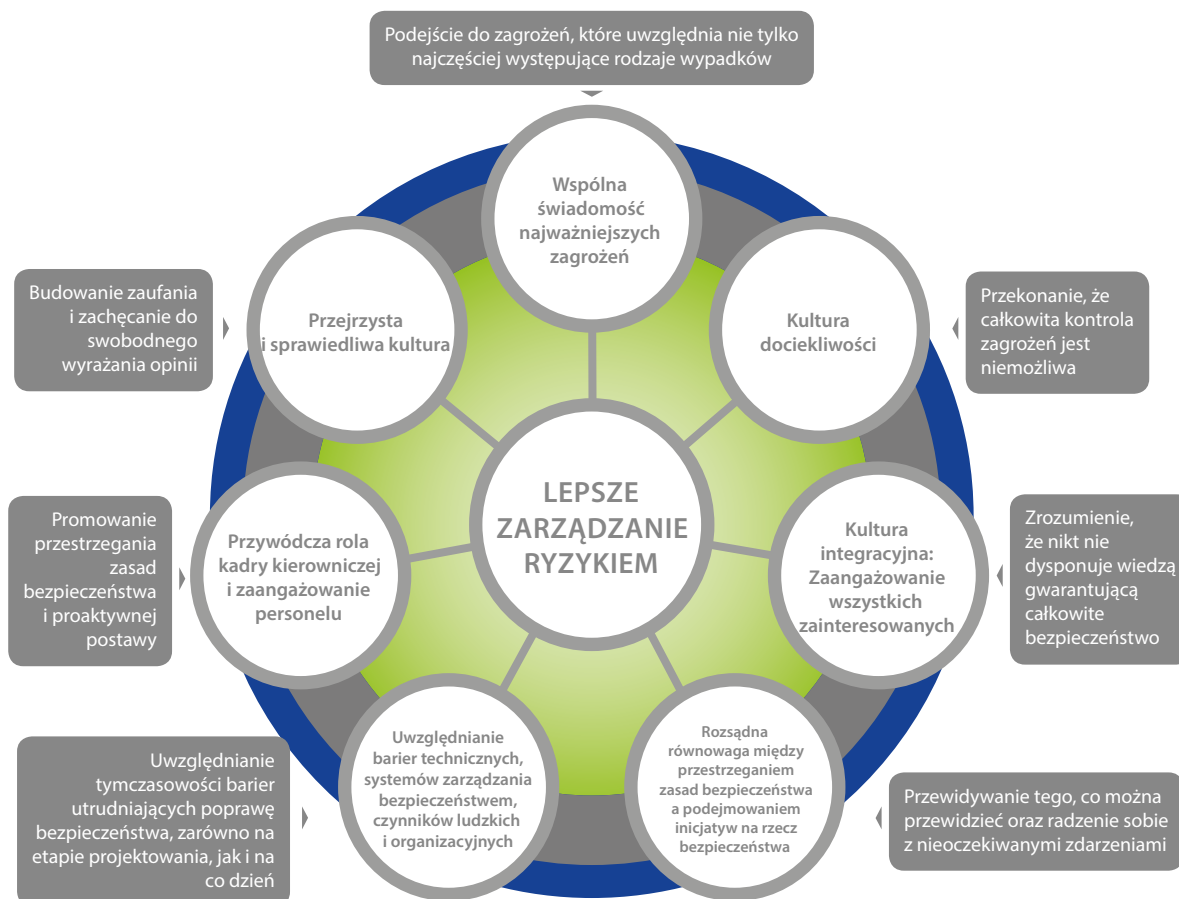 Podejście do zagrożeń, które uwzględnia nie tylko
najczęściej występujące rodzaje wypadków
Wspólna
świadomość
najważniejszych
zagrożeń
Budowanie zaufania
i zachęcanie do
swobodnego
wyrażania opinii
Przejrzysta
i sprawiedliwa kultura
Kultura
dociekliwości
Przekonanie, że
całkowita kontrola
zagrożeń jest
niemożliwa
LEPSZE
ZARZĄDZANIE
RYZYKIEM
Promowanie
przestrzegania
zasad
bezpieczeństwa
i proaktywnej
postawy
Przywódcza rola
kadry kierowniczej
i zaangażowanie
personelu
Kultura
integracyjna:
Zaangażowanie
wszystkich
zainteresowanych
Zrozumienie,
że nikt nie
dysponuje wiedzą
gwarantującą
całkowite
bezpieczeństwo
Uwzględnianie
tymczasowości barier
utrudniających poprawę
bezpieczeństwa, zarówno na
etapie projektowania, jak i na
co dzień
Uwzględnianie
barier technicznych,
systemów zarządzania
bezpieczeństwem,
czynników ludzkich
i organizacyjnych
Rozsądna
równowaga między
przestrzeganiem
zasad bezpieczeństwa
a podejmowaniem
inicjatyw na rzecz
bezpieczeństwa
Przewidywanie tego, co można
przewidzieć oraz radzenie sobie
z nieoczekiwanymi zdarzeniami